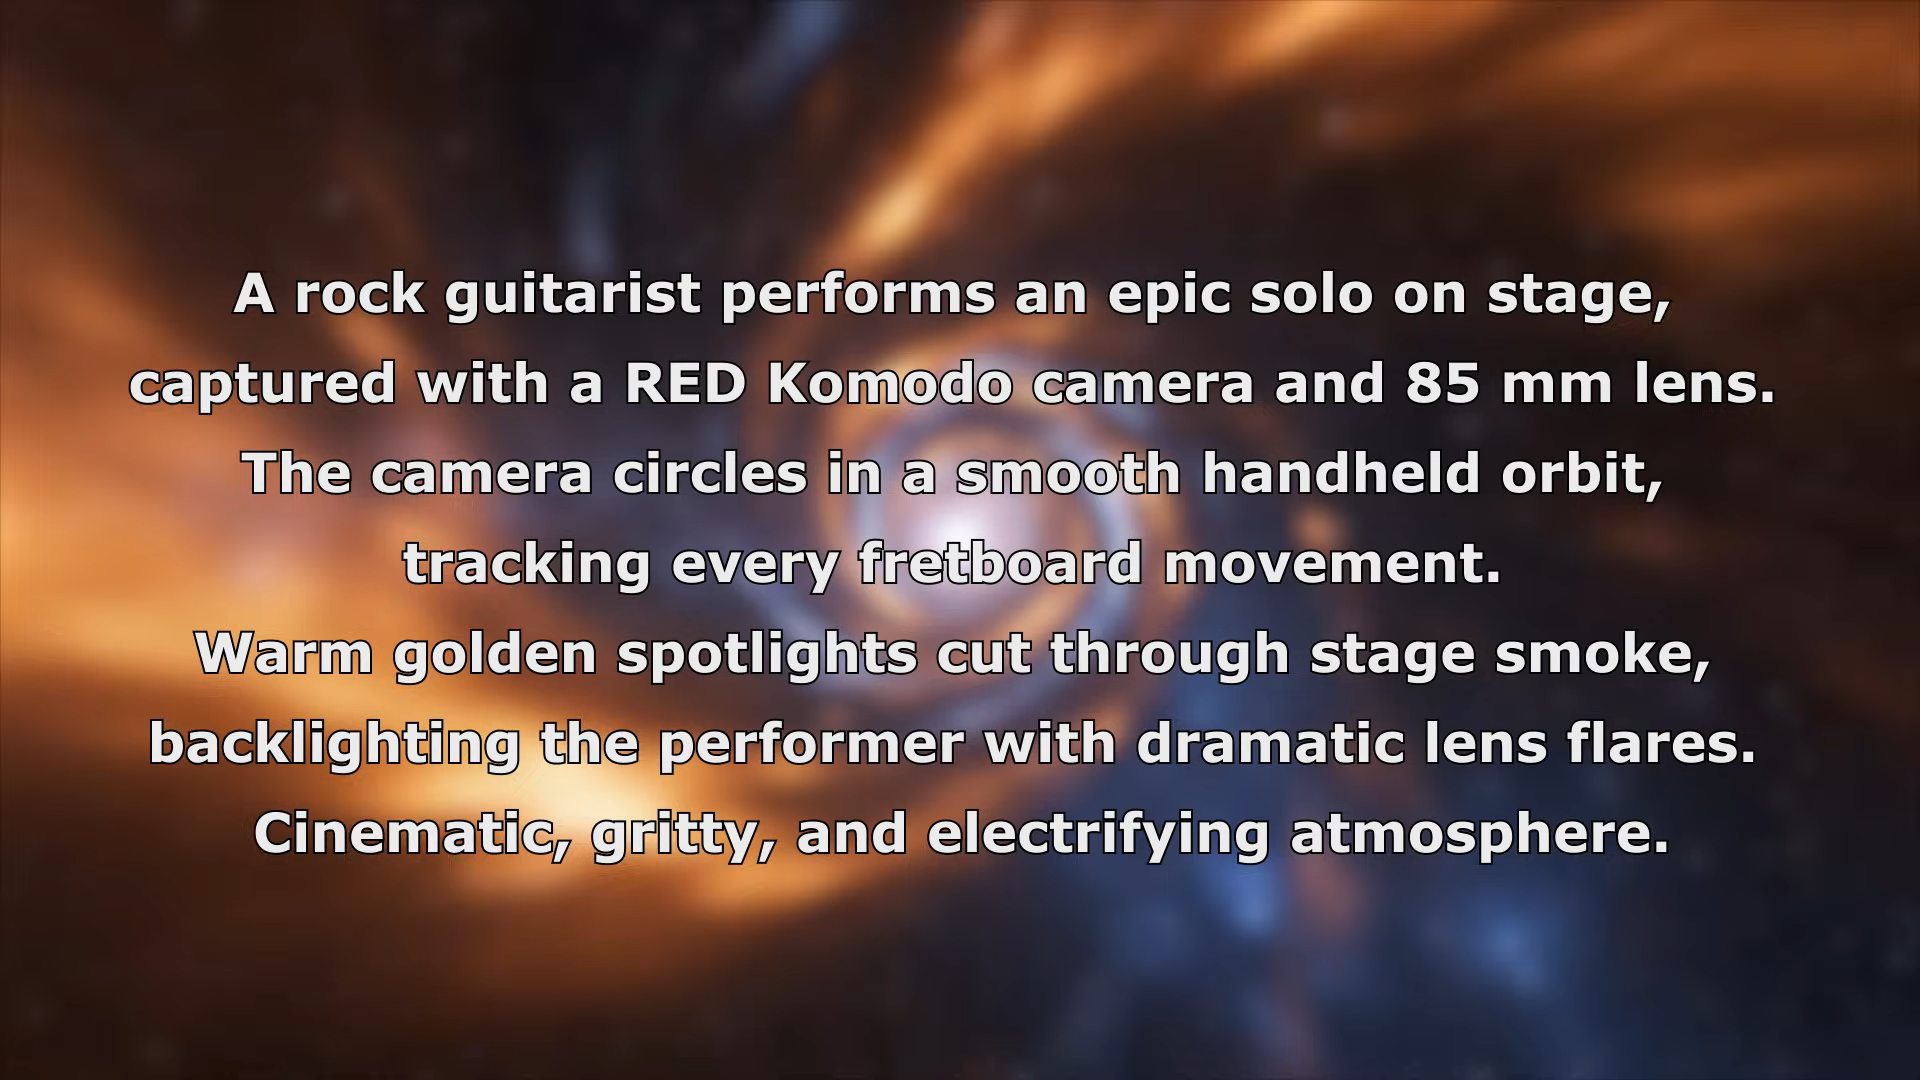 A rock guitarist performs an epic solo on stage,
captured with a RED Komodo camera and 85 mm lens.
The camera circles in a smooth handheld orbit,
tracking every fretboard movement.
Warm golden spotlights cut through stage smoke,
backlighting the performer with dramatic lens flares.
Cinematic, gritty, and electrifying atmosphere.